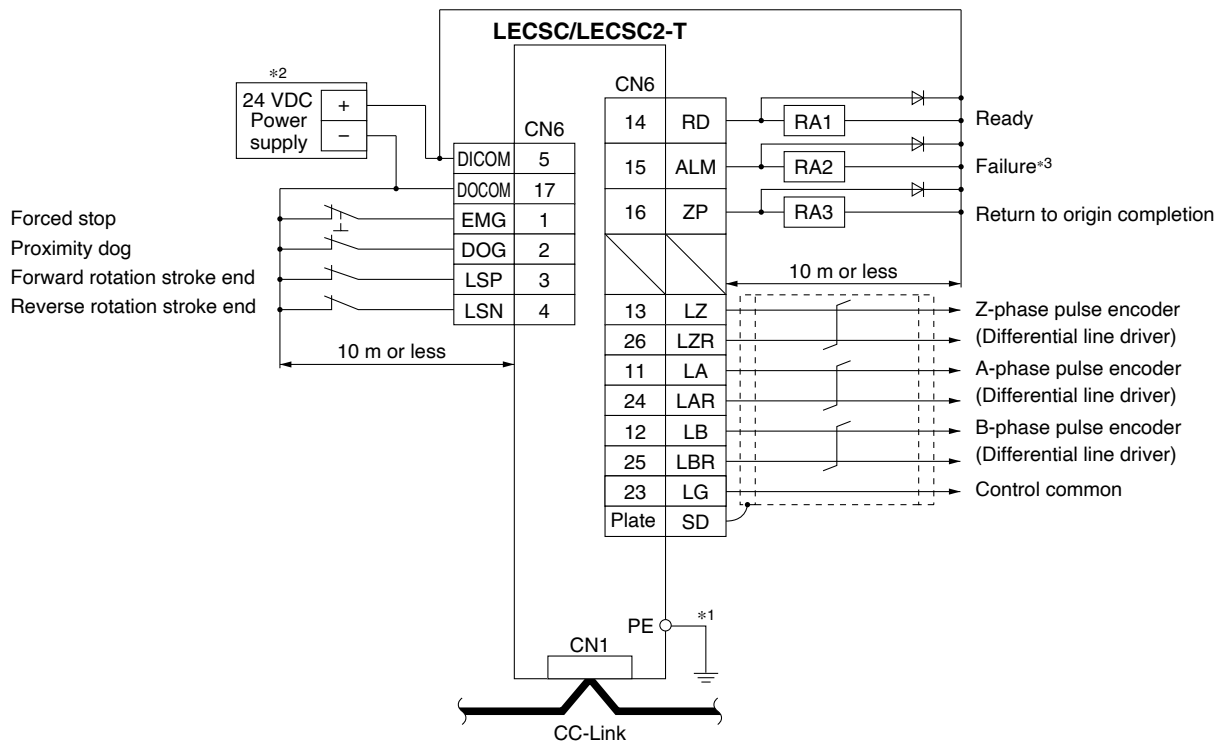 LECSC/LECSC2-T
*2
24 VDC
Power
supply
+
−
CN6
DICOM 5
DOCOM 17
EMG 1
DOG 2
LSP 3
LSN 4
Forced stop
Proximity dog
Forward rotation stroke end
Reverse rotation stroke end
10 m or less
CN6
14 RD RA1 Ready
15 ALM RA2 Failure*3
16 ZP RA3 Return to origin completion
10 m or less
13 LZ Z-phase pulse encoder
26 LZR (Differential line driver)
11 LA A-phase pulse encoder
24 LAR (Differential line driver)
12 LB B-phase pulse encoder
25 LBR (Differential line driver)
23 LG Control common
Plate SD
PE *1
CN1
CC-Link